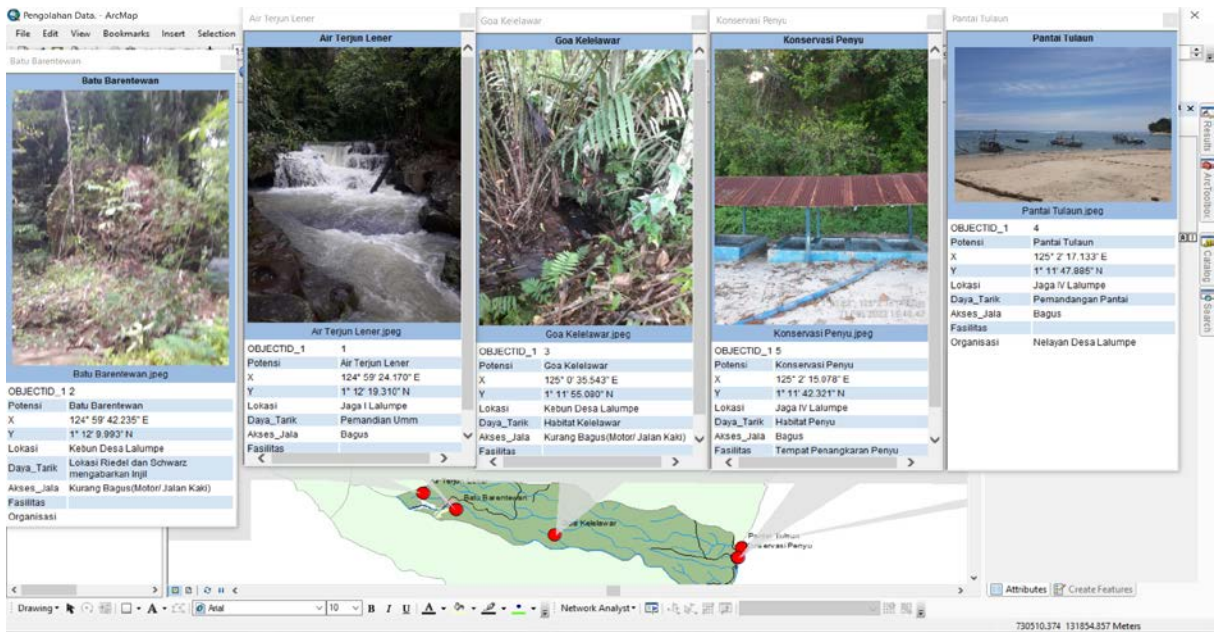 Pengolahan Data. - ArcMap
File Edit View Bookmarks Insert Selection
Batu Barentewan
Batu Barentewan
Batu Barentewan.jpeg
OBJECTID_1 2
Potensi Batu Barentewan
X 124° 59' 42.235" E
Y 1° 12' 9.993" N
Lokasi Kebun Desa Lalumpe
Daya_Tarik Lokasi Riedel dan Schwarz
mengabarkan Injil
Akses_Jala Kurang Bagus(Motor/ Jalan Kaki)
Fasilitas
Organisasi
Air Terjun Lener
Air Terjun Lener
Air Terjun Lener.jpeg
OBJECTID_1 1
Potensi Air Terjun Lener
X 124° 59' 24.170" E
Y 1° 12' 19.310" N
Lokasi Jaga I Lalumpe
Daya_Tarik Pemandian Umm
Akses_Jala Bagus
Fasilitas
Goa Kelelawar
Goa Kelelawar
Goa Kelelawar.jpeg
OBJECTID_1 3
Potensi Goa Kelelawar
X 125° 0' 35.543" E
Y 1° 11' 55.090" N
Lokasi Kebun Desa Lalumpe
Daya_Tarik Habitat Kelelawar
Akses_Jala Kurang Bagus(Motor/ Jalan Kaki)
Fasilitas
Konservasi Penyu
Konservasi Penyu
Konservasi Penyu.jpeg
OBJECTID_1 5
Potensi Konservasi Penyu
X 125° 2' 15.078" E
Y 1° 11' 42.321" N
Lokasi Jaga IV Lalumpe
Daya_Tarik Habitat Penyu
Akses_Jala Bagus
Fasilitas Tempat Penangkaran Penyu
Pantai Tulaun
Pantai Tulaun
Pantai Tulaun.jpeg
OBJECTID_1 4
Potensi Pantai Tulaun
X 125° 2' 17.133" E
Y 1° 11' 47.885" N
Lokasi Jaga IV Lalumpe
Daya_Tarik Pemandangan Pantai
Akses_Jala Bagus
Fasilitas
Organisasi Nelayan Desa Lalumpe
Results
ArcToolbox
Catalog
Search
Batu Barentewan
Goa Kelelawar
Attributes Create Features
Drawing Arial 10 B I U A Network Analyst
730510.374 131854.857 Meters